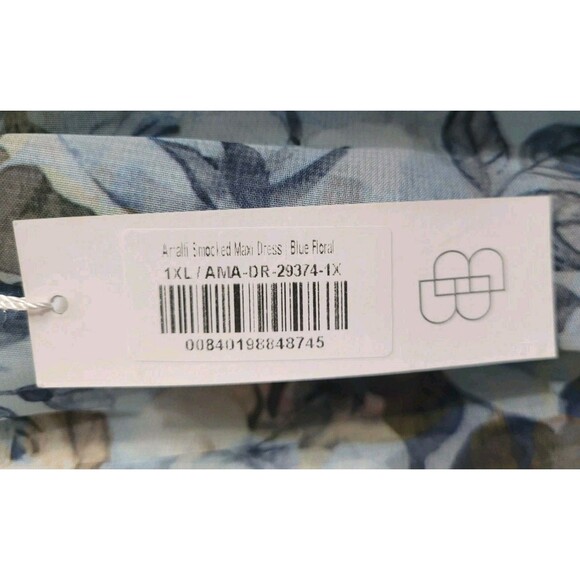 Amalfi Smocked Maxi Dress | Blue Floral
1XL / AMA-DR-29374-1X
00840198848745